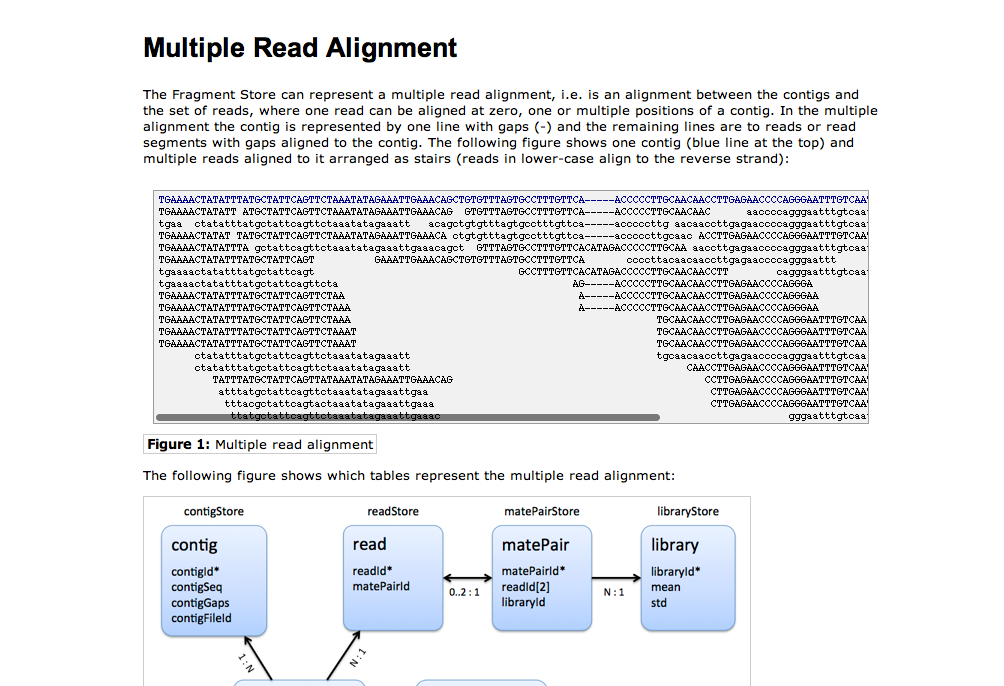 Multiple Read Alignment
The Fragment Store can represent a multiple read alignment, i.e. is an alignment between the contigs and
the set of reads, where one read can be aligned at zero, one or multiple positions of a contig. In the multiple
alignment the contig is represented by one line with gaps (-) and the remaining lines are to reads or read
segments with gaps aligned to the contig. The following figure shows one contig (blue line at the top) and
multiple reads aligned to it arranged as stairs (reads in lower-case align to the reverse strand):
TGAAAACTATATTTATGCTATTCAGTTCTAAATATAGAAATTGAAACAGCTGTGTTTAGTGCCTTTGTTCA-----ACCCCCTTGCAACAACCTTGAGAACCCCAGGGAATTTGTCAA
TGAAAACTATATT ATGCTATTCAGTTCTAAATATAGAAATTGAAACAG GTGTTTAGTGCCTTTGTTCA-----ACCCCCTTGCAACAAC aaccccagggaatttgtcaa
tgaa ctatatttatgctattcagttctaaatatagaaatt acagctgtgtttagtgcctttgttca-----acccccttg aacaaccttgagaaccccagggaatttgtcaa
TGAAAACTATAT TATGCTATTCAGTTCTAAATATAGAAATTGAAACA ctgtgtttagtgcctttgttca-----acccccttgcaac ACCTTGAGAACCCCAGGGAATTTGTCAA
TGAAAACTATATTTA gctattcagttctaaatatagaaattgaaacagct GTTTAGTGCCTTTGTTCACATAGACCCCCTTGCAA aaccttgagaaccccagggaatttgtcaa
TGAAAACTATATTTATGCTATTCAGT GAAATTGAAACAGCTGTGTTTAGTGCCTTTGTTCA ccccttacaacaaccttgagaaccccagggaattt
tgaaaactatatttatgctattcagt GCCTTTGTTCACATAGACCCCCTTGCAACAACCTT cagggaatttgtcaa
tgaaaactatatttatgctattcagttcta AG-----ACCCCCTTGCAACAACCTTGAGAACCCCAGGGA
TGAAAACTATATTTATGCTATTCAGTTCTAA A-----ACCCCCTTGCAACAACCTTGAGAACCCCAGGGAA
TGAAAACTATATTTATGCTATTCAGTTCTAAA A-----ACCCCCTTGCAACAACCTTGAGAACCCCAGGGAA
TGAAAACTATATTTATGCTATTCAGTTCTAAA TGCAACAACCTTGAGAACCCCAGGGAATTTGTCAA
TGAAAACTATATTTATGCTATTCAGTTCTAAAT TGCAACAACCTTGAGAACCCCAGGGAATTTGTCAA
TGAAAACTATATTTATGCTATTCAGTTCTAAAT TGCAACAACCTTGAGAACCCCAGGGAATTTGTCAA
ctatatttatgctattcagttctaaatatagaaatt tgcaacaaccttgagaaccccagggaatttgtcaa
ctatatttatgctattcagttctaaatatagaaatt CAACCTTGAGAACCCCAGGGAATTTGTCAA
TATTTATGCTATTCAGTTATAAATATAGAAATTGAAACAG CCTTGAGAACCCCAGGGAATTTGTCAA
atttatgctattcagttctaaatatagaaattgaa CTTGAGAACCCCAGGGAATTTGTCAA
tttacgctattcagtactaaatatagaaattgaaa CTTGAGAACCCCAGGGAATTTGTCAA
ttatgctattcagttctaaatatagaaattgaaac gggaatttgtcaa
Figure 1: Multiple read alignment
The following figure shows which tables represent the multiple read alignment:
contigStore readStore matePairStore libraryStore
contig read matePair library
contigId* readId* matePairId* libraryId*
contigSeq matePairId readId[2] mean
contigGaps 0..2 : 1 libraryId N : 1 std
contigFileId
1 : N N : 1